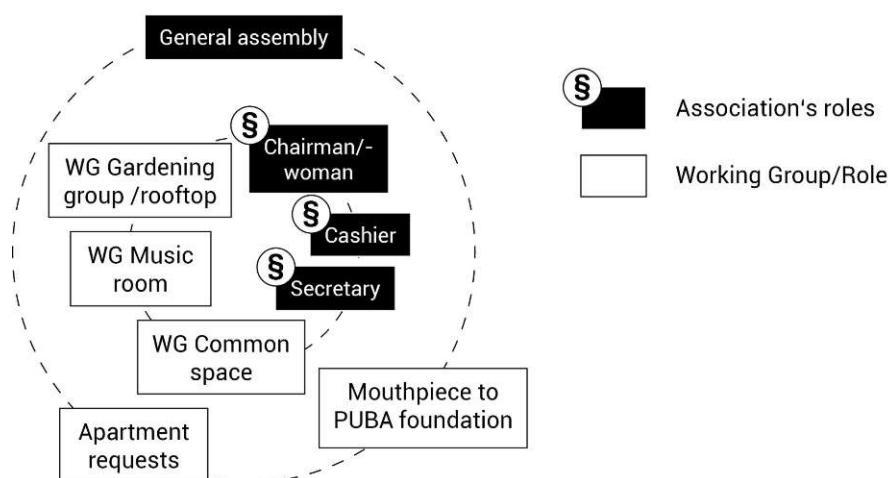 General assembly
§
Chairman/-
woman
WG Gardening
group /rooftop
§
Cashier
WG Music
room
§
Secretary
WG Common
space
Mouthpiece to
PUBA foundation
Apartment
requests
§
Association's roles
Working Group/Role